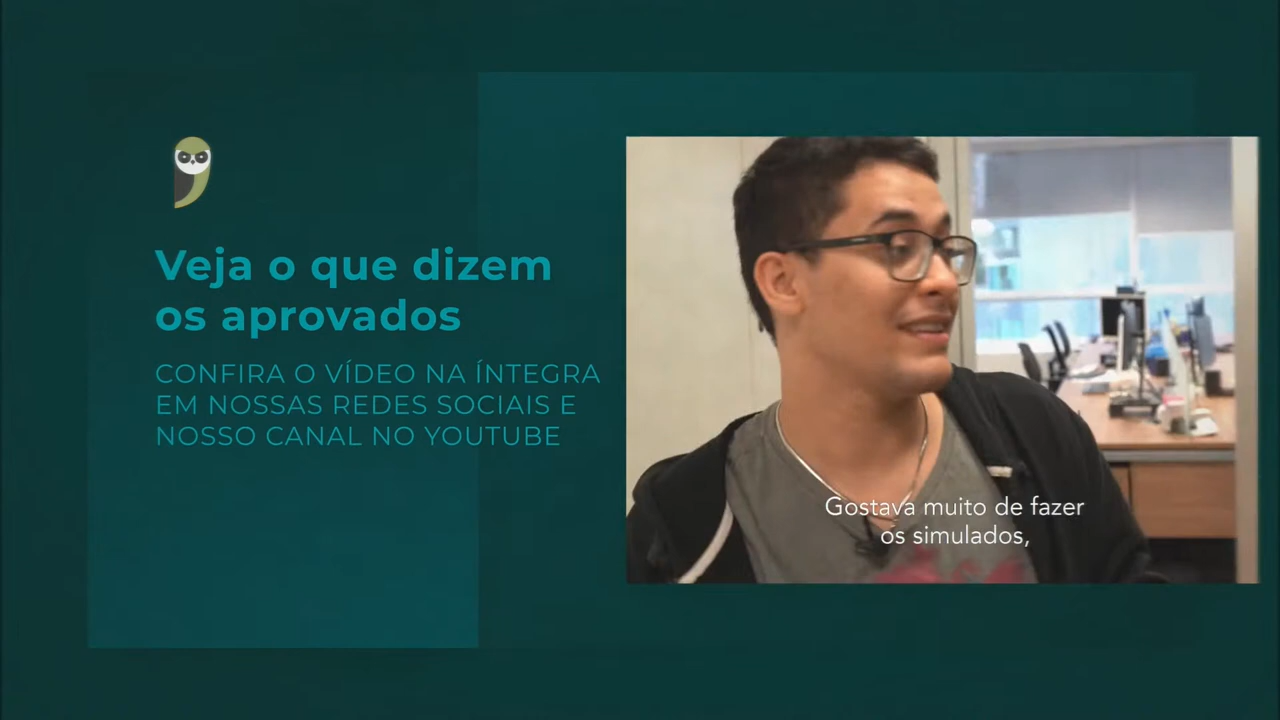 Veja o que dizem
os aprovados
CONFIRA O VÍDEO NA ÍNTEGRA
EM NOSSAS REDES SOCIAIS E
NOSSO CANAL NO YOUTUBE
Gostava muito de fazer
os simulados,